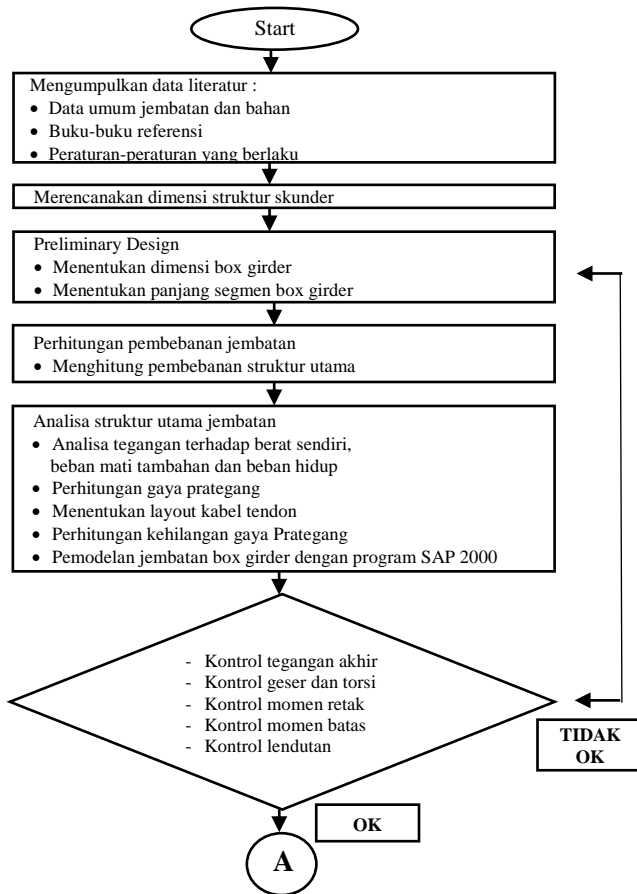 Start
Mengumpulkan data literatur :
• Data umum jembatan dan bahan
• Buku-buku referensi
• Peraturan-peraturan yang berlaku
Merencanakan dimensi struktur skunder
Preliminary Design
• Menentukan dimensi box girder
• Menentukan panjang segmen box girder
Perhitungan pembebanan jembatan
• Menghitung pembebanan struktur utama
Analisa struktur utama jembatan
• Analisa tegangan terhadap berat sendiri,
beban mati tambahan dan beban hidup
• Perhitungan gaya prategang
• Menentukan layout kabel tendon
• Perhitungan kehilangan gaya Prategang
• Pemodelan jembatan box girder dengan program SAP 2000
- Kontrol tegangan akhir
- Kontrol geser dan torsi
- Kontrol momen retak
- Kontrol momen batas
- Kontrol lendutan
TIDAK
OK
OK
A